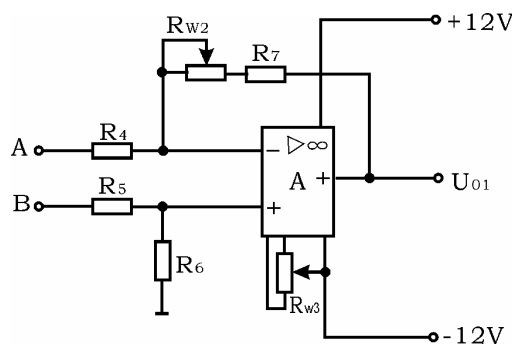 RW2
+12V
R7
R4
A
− ▷∞
A +
U01
R5
B
+
R6
Rw3
-12V